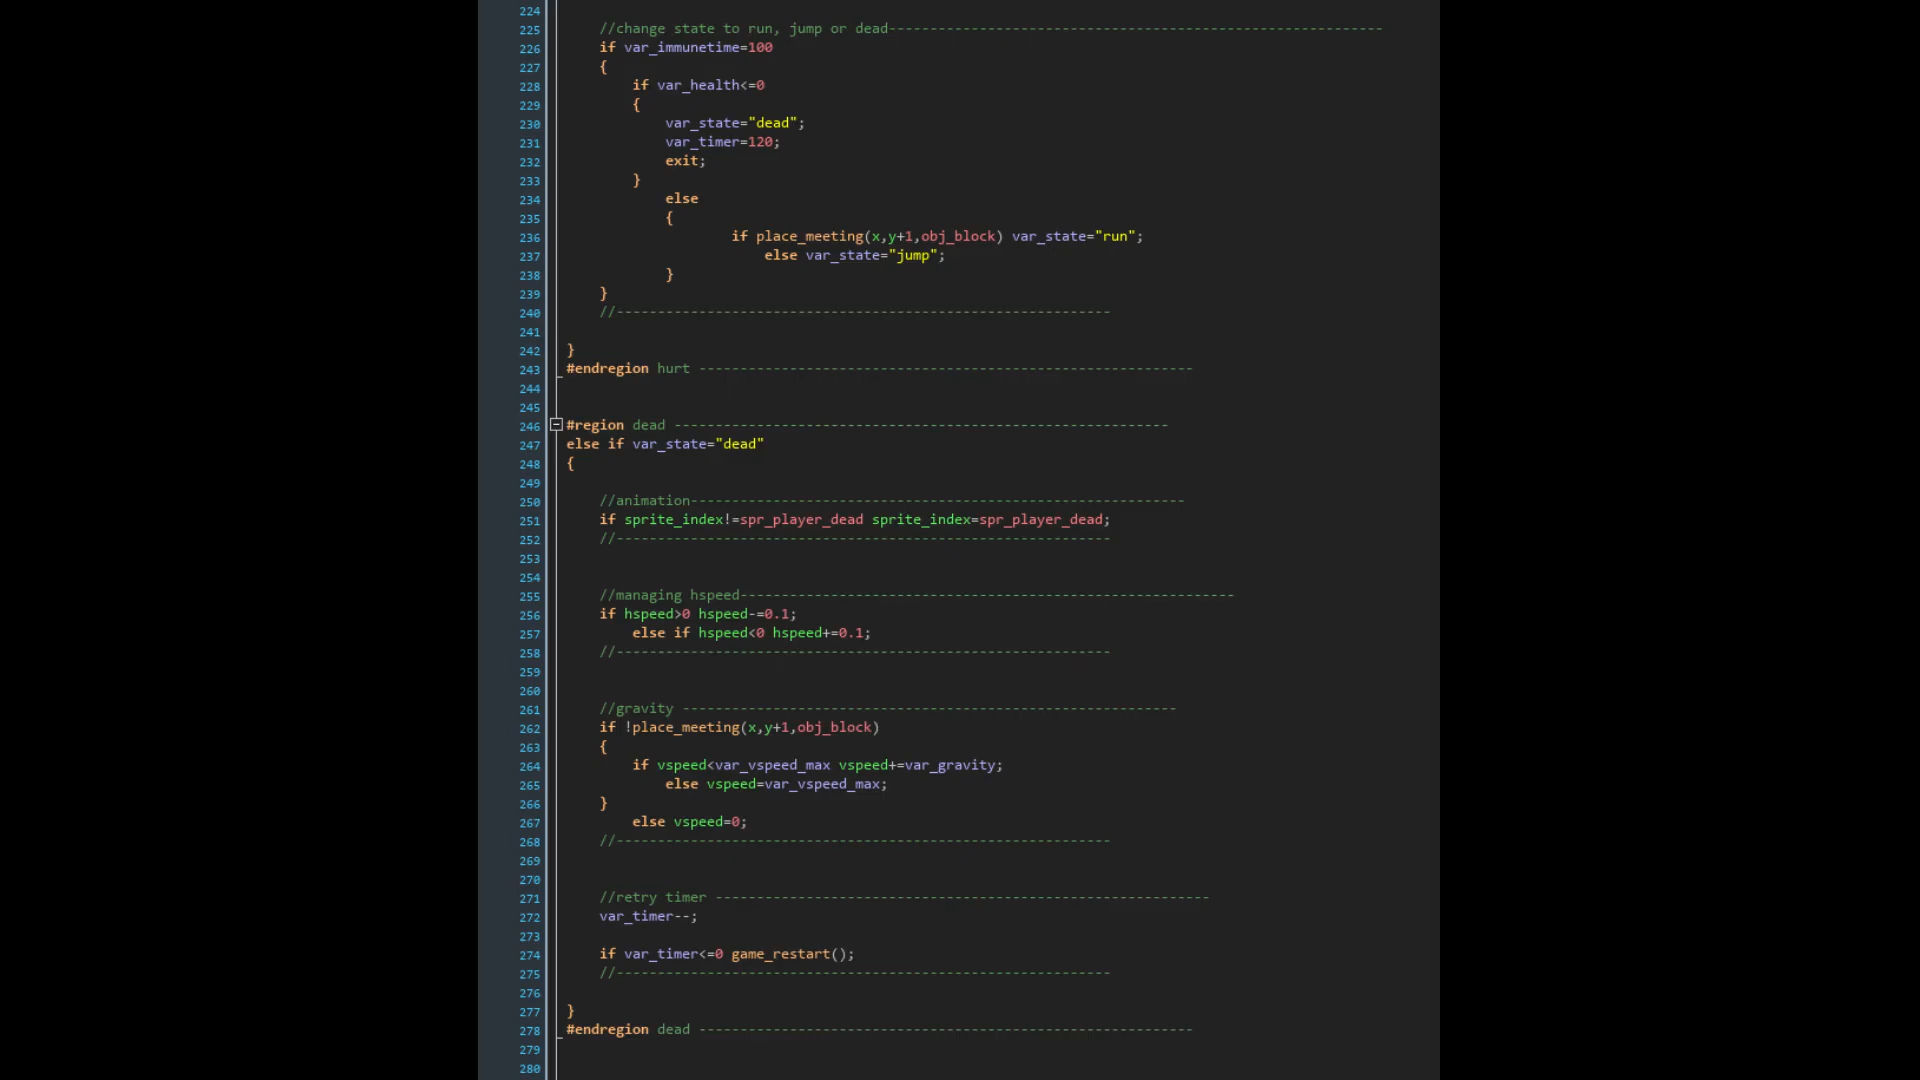 224
225 //change state to run, jump or dead------------------------------------------------------------
226 if var_immunetime=100
227 {
228 if var_health<=0
229 {
230 var_state="dead";
231 var_timer=120;
232 exit;
233 }
234 else
235 {
236 if place_meeting(x,y+1,obj_block) var_state="run";
237 else var_state="jump";
238 }
239 }
240 //------------------------------------------------------------
241
242 }
243 #endregion hurt ------------------------------------------------------------
244
245
246 #region dead ------------------------------------------------------------
247 else if var_state="dead"
248 {
249
250 //animation------------------------------------------------------------
251 if sprite_index!=spr_player_dead sprite_index=spr_player_dead;
252 //------------------------------------------------------------
253
254
255 //managing hspeed------------------------------------------------------------
256 if hspeed>0 hspeed-=0.1;
257 else if hspeed<0 hspeed+=0.1;
258 //------------------------------------------------------------
259
260
261 //gravity ------------------------------------------------------------
262 if !place_meeting(x,y+1,obj_block)
263 {
264 if vspeed<var_vspeed_max vspeed+=var_gravity;
265 else vspeed=var_vspeed_max;
266 }
267 else vspeed=0;
268 //------------------------------------------------------------
269
270
271 //retry timer ------------------------------------------------------------
272 var_timer--;
273
274 if var_timer<=0 game_restart();
275 //------------------------------------------------------------
276
277 }
278 #endregion dead ------------------------------------------------------------
279
280